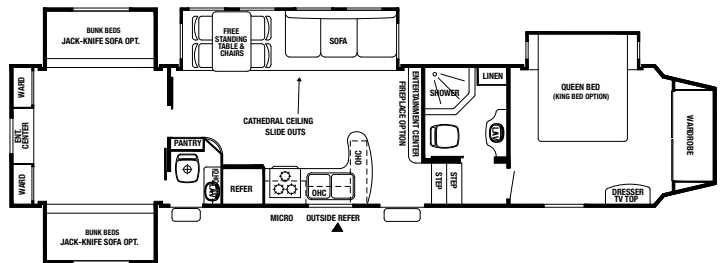 BUNK BEDS
JACK-KNIFE SOFA OPT.
WARD
ENT.
CENTER
WARD
BUNK BEDS
JACK-KNIFE SOFA OPT.
FREE
STANDING
TABLE &
CHAIRS
SOFA
CATHEDRAL CEILING
SLIDE OUTS
ENTERTAINMENT CENTER
FIREPLACE OPTION
PANTRY
OHC
LAV
REFER
OHC
OHC
MICRO
OUTSIDE REFER
SHOWER
LINEN
LAV
STEP
STEP
QUEEN BED
(KING BED OPTION)
WARDROBE
DRESSER
TV TOP